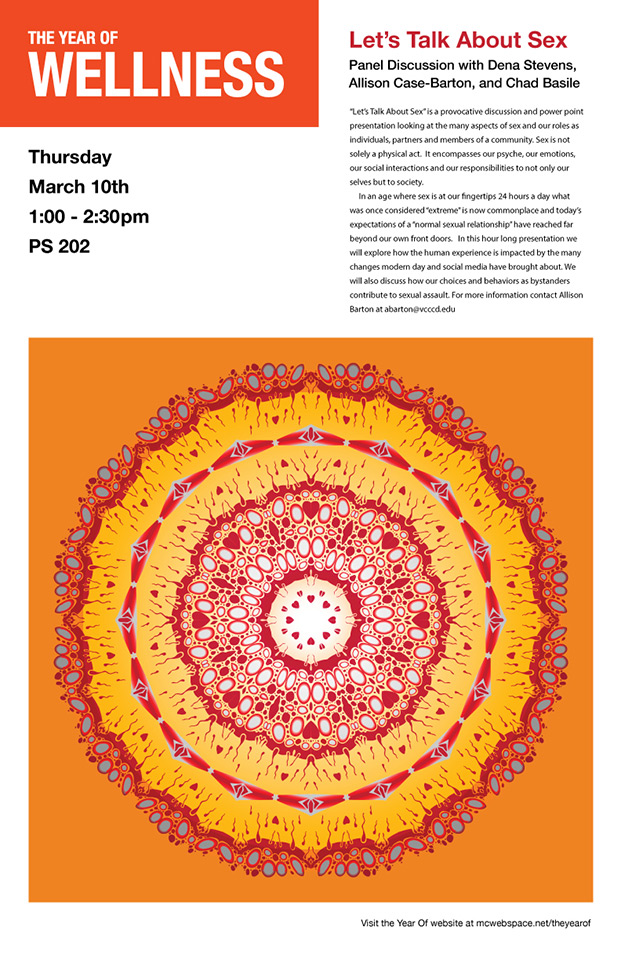 THE YEAR OF
WELLNESS
Thursday
March 10th
1:00 - 2:30pm
PS 202
Let's Talk About Sex
Panel Discussion with Dena Stevens,
Allison Case-Barton, and Chad Basile
“Let's Talk About Sex” is a provocative discussion and power point
presentation looking at the many aspects of sex and our roles as
individuals, partners and members of a community. Sex is not
solely a physical act.  It encompasses our psyche, our emotions,
our social interactions and our responsibilities to not only our
selves but to society.
In an age where sex is at our fingertips 24 hours a day what
was once considered “extreme” is now commonplace and today's
expectations of a “normal sexual relationship” have reached far
beyond our own front doors.   In this hour long presentation we
will explore how the human experience is impacted by the many
changes modern day and social media have brought about. We
will also discuss how our choices and behaviors as bystanders
contribute to sexual assault. For more information contact Allison
Barton at abarton@vcccd.edu
Visit the Year Of website at mcwebspace.net/theyearof